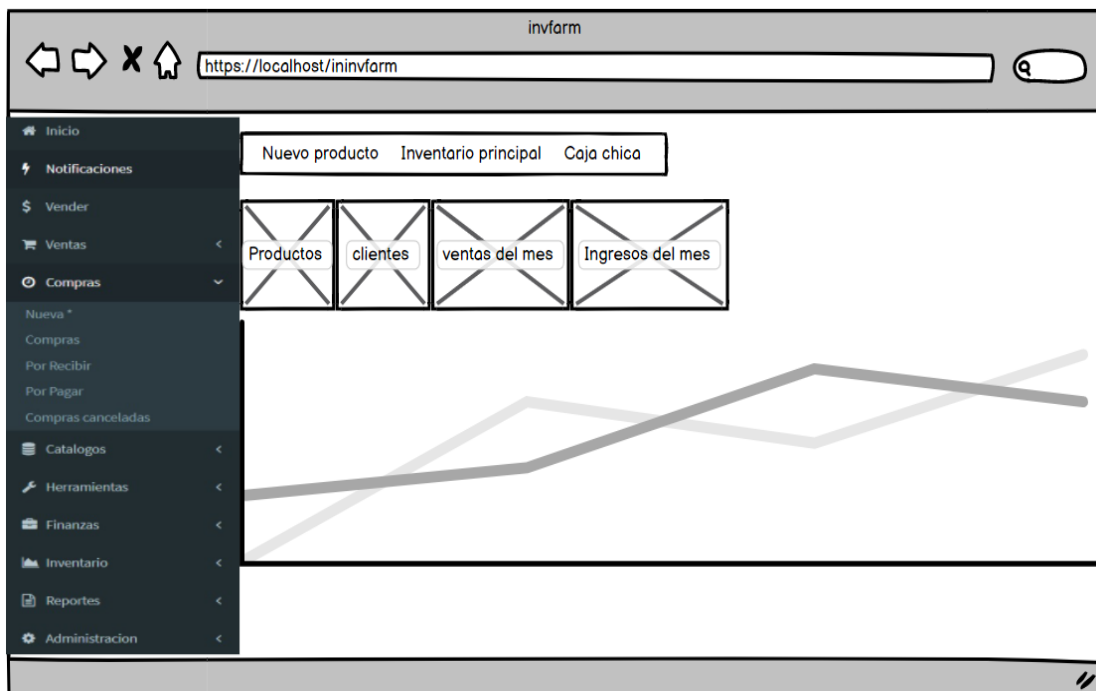 invfarm
https://localhost/ininvfarm
Inicio
Notificaciones
$ Vender
Ventas
Compras
Nueva *
Compras
Por Recibir
Por Pagar
Compras canceladas
Catalogos
Herramientas
Finanzas
Inventario
Reportes
Administracion
Nuevo producto Inventario principal Caja chica
Productos clientes ventas del mes Ingresos del mes